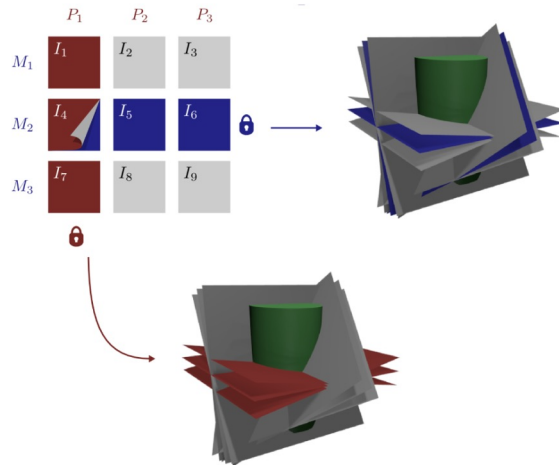 P₁ P₂ P₃
M₁ I₁ I₂ I₃
M₂ I₄ I₅ I₆
M₃ I₇ I₈ I₉